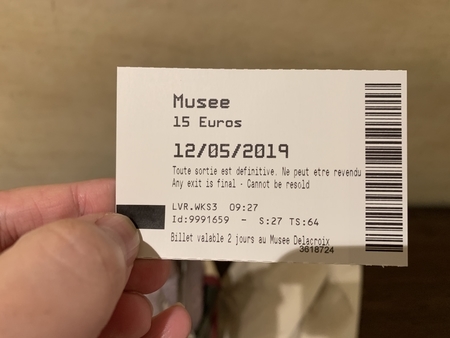 Musee
15 Euros
12/05/2019
Toute sortie est definitive. Ne peut etre revendu
Any exit is final - Cannot be resold
LVR.WKS3 09:27
Id:9991659 - S:27 TS:64
Billet valable 2 jours au Musee Delacroix
3618724